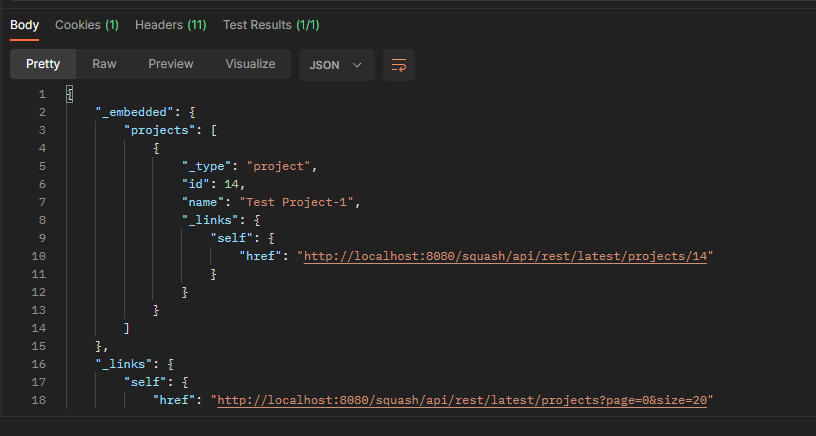 Body Cookies (1) Headers (11) Test Results (1/1)
Pretty Raw Preview Visualize JSON
1 {
2 "_embedded": {
3 "projects": [
4 {
5 "_type": "project",
6 "id": 14,
7 "name": "Test Project-1",
8 "_links": {
9 "self": {
10 "href": "http://localhost:8080/squash/api/rest/latest/projects/14"
11 }
12 }
13 }
14 ]
15 },
16 "_links": {
17 "self": {
18 "href": "http://localhost:8080/squash/api/rest/latest/projects?page=0&size=20"